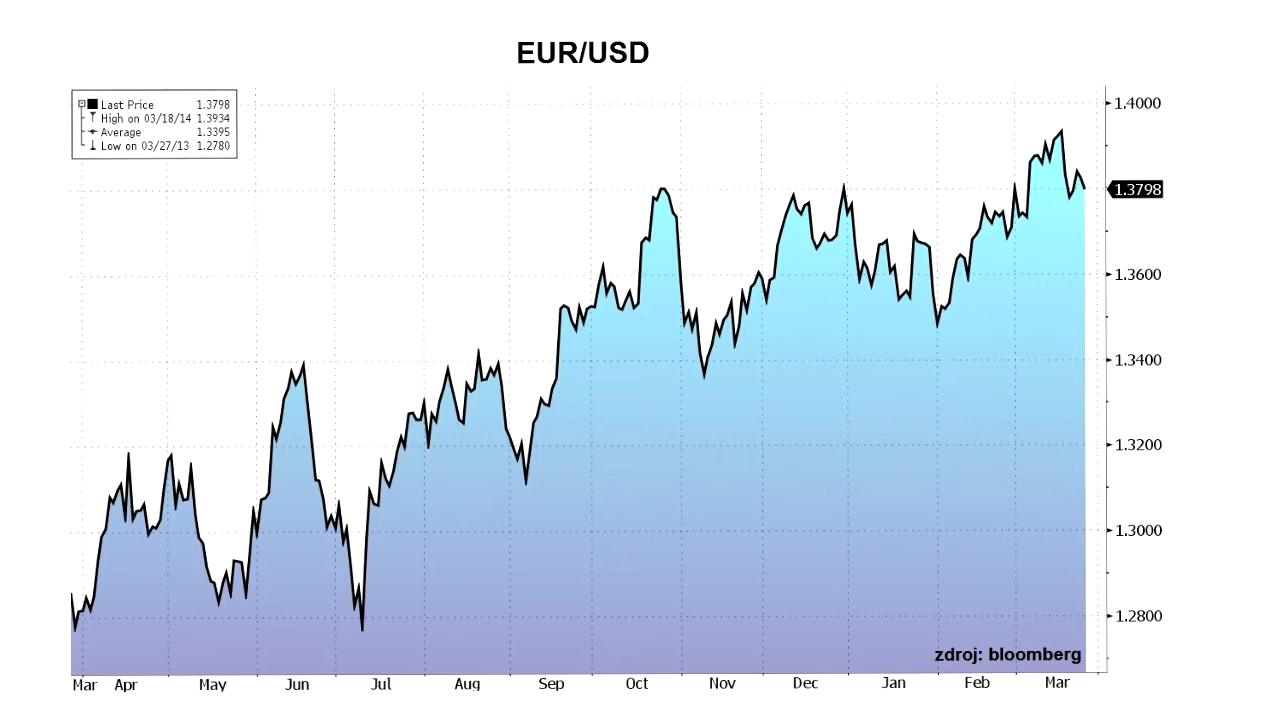 EUR/USD
Last Price 1.3798
High on 03/18/14 1.3934
Average 1.3395
Low on 03/27/13 1.2780
1.4000
1.3798
1.3600
1.3400
1.3200
1.3000
1.2800
zdroj: bloomberg
Mar Apr May Jun Jul Aug Sep Oct Nov Dec Jan Feb Mar